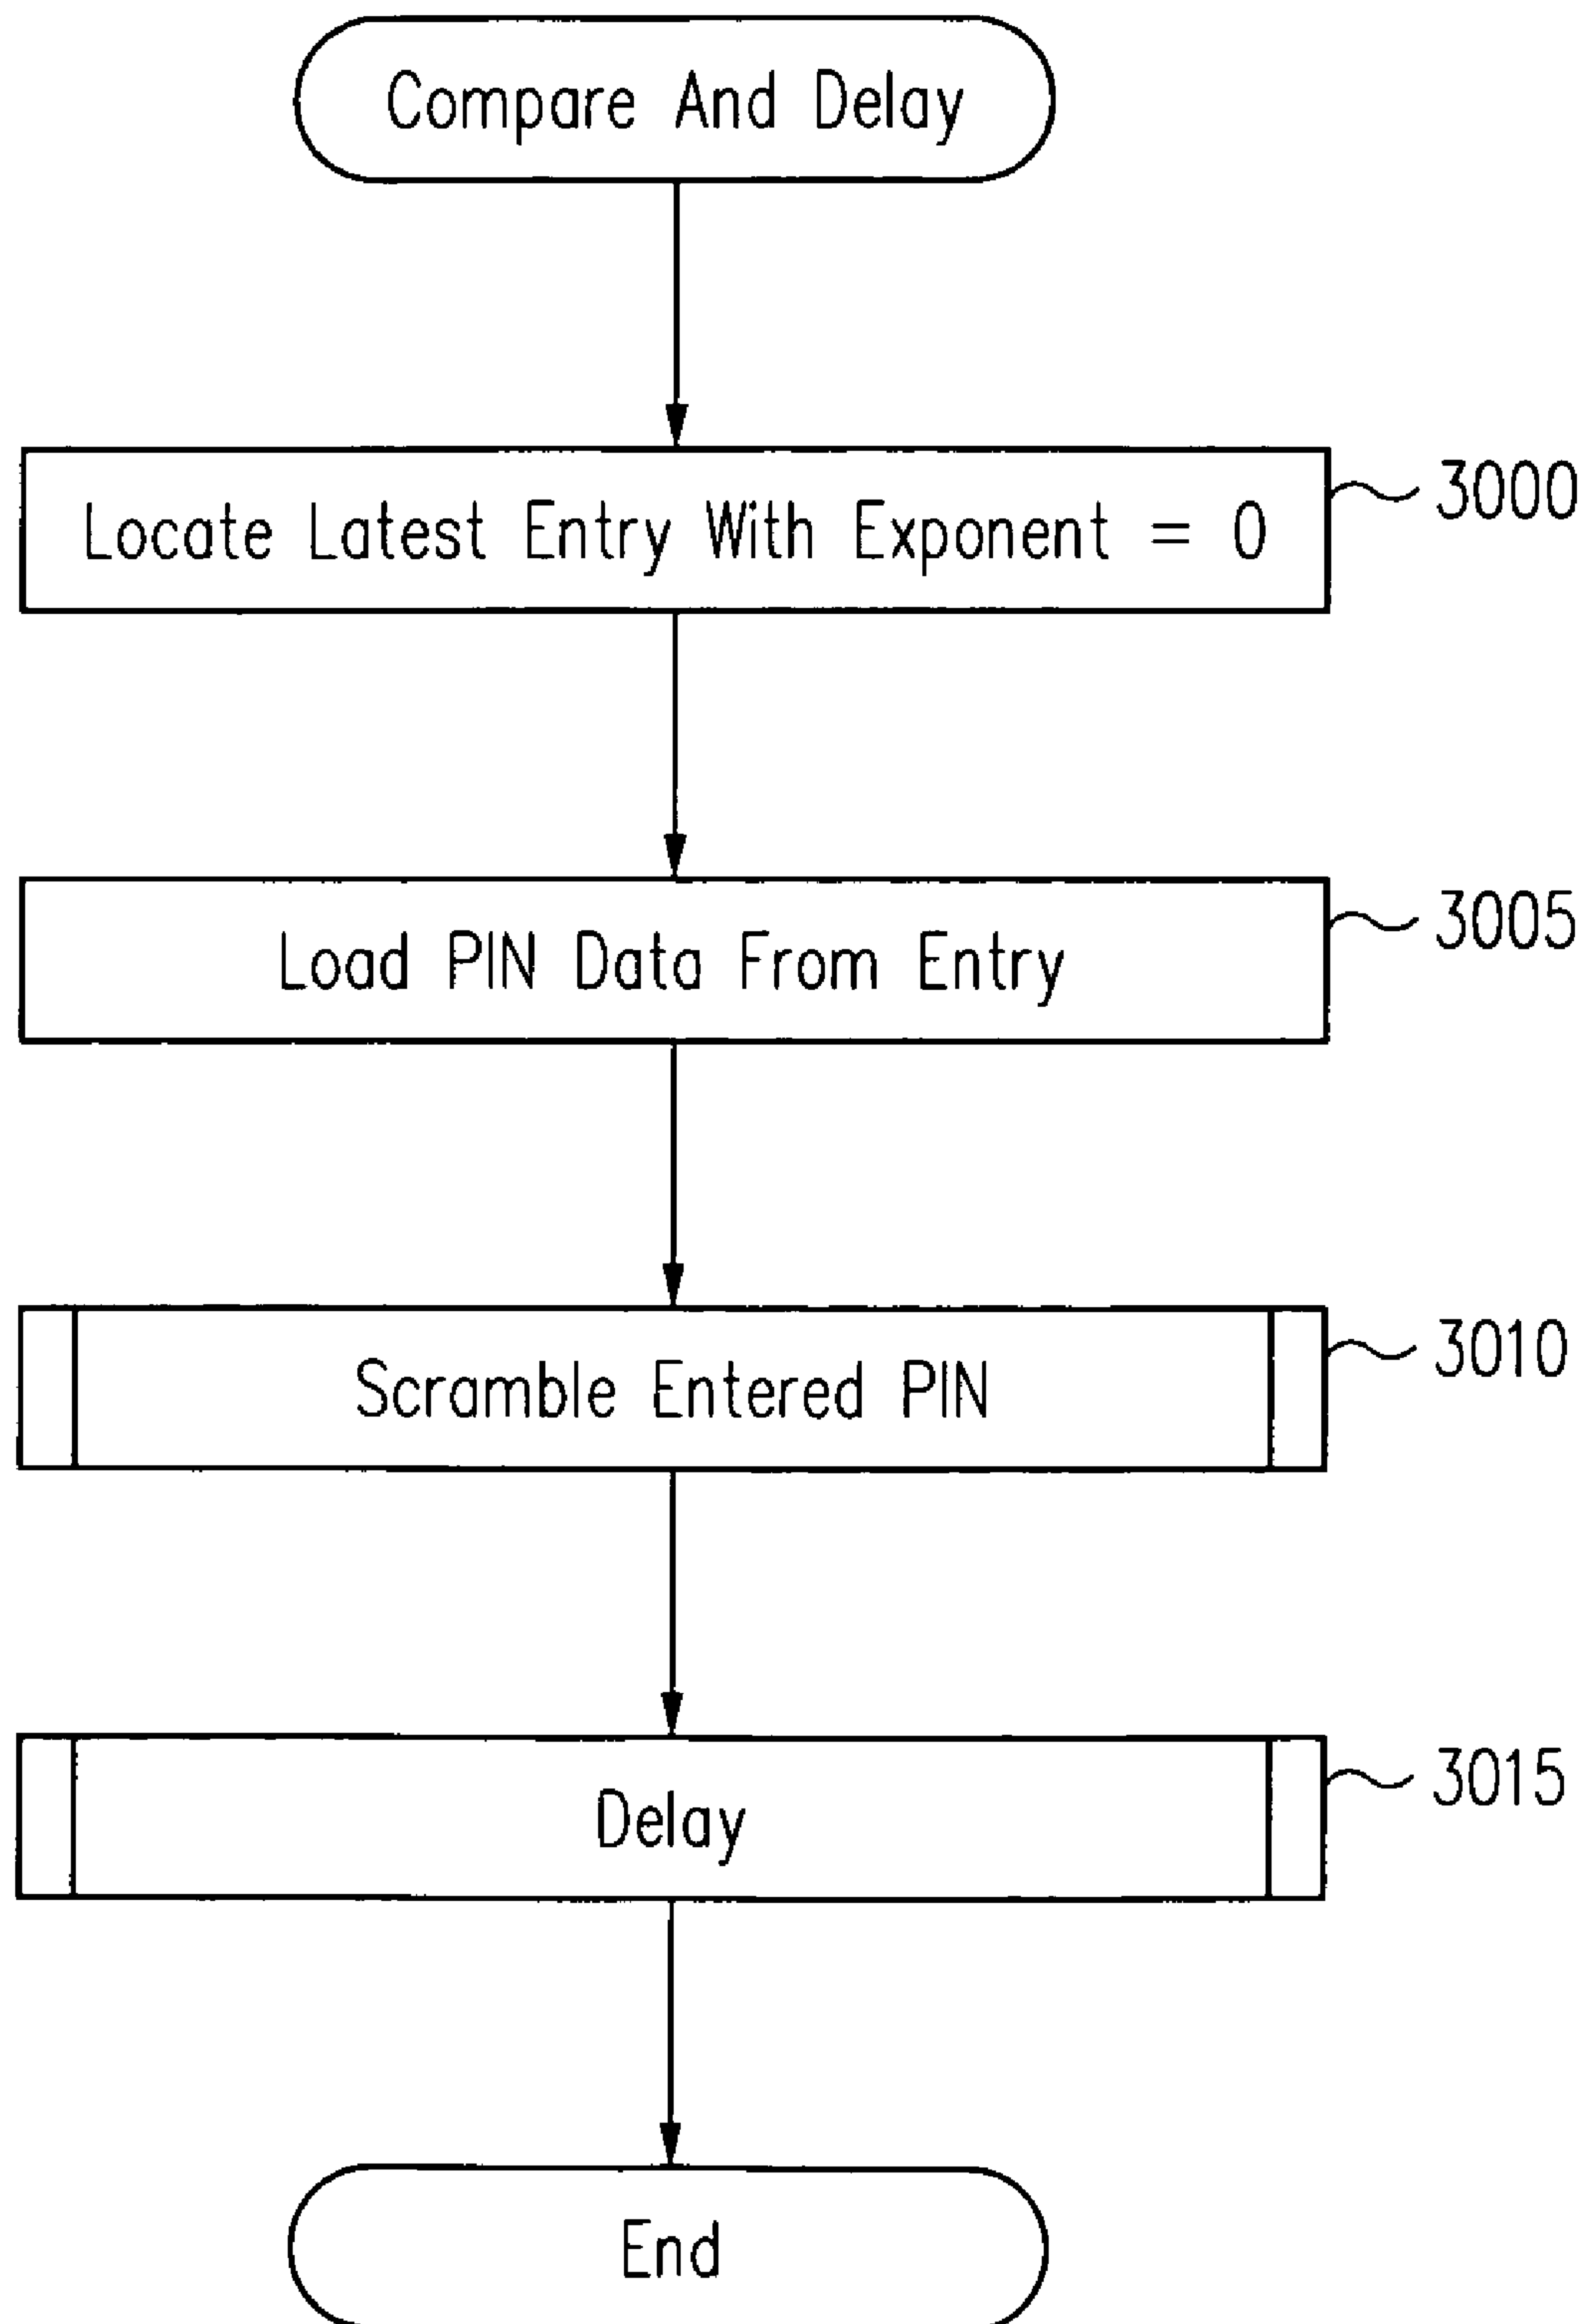 Compare And Delay
Locate Latest Entry With Exponent = 0
3000
Load PIN Data From Entry
3005
Scramble Entered PIN
3010
Delay
3015
End